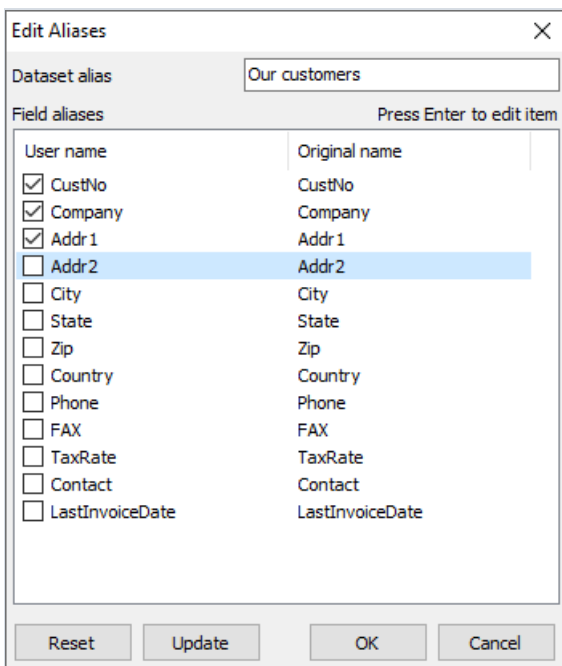 Edit Aliases
Dataset alias Our customers
Field aliases Press Enter to edit item
User name Original name
CustNo CustNo
Company Company
Addr1 Addr1
Addr2 Addr2
City City
State State
Zip Zip
Country Country
Phone Phone
FAX FAX
TaxRate TaxRate
Contact Contact
LastInvoiceDate LastInvoiceDate
Reset Update OK Cancel